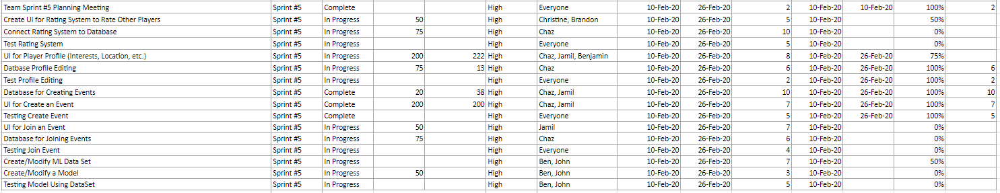 Team Sprint #5 Planning Meeting Sprint #5 Complete High Everyone 10-Feb-20 26-Feb-20 2 10-Feb-20 10-Feb-20 100% 2
Create UI for Rating System to Rate Other Players Sprint #5 In Progress 50 High Christine, Brandon 10-Feb-20 26-Feb-20 5 10-Feb-20 50%
Connect Rating System to Database Sprint #5 In Progress 75 High Chaz 10-Feb-20 26-Feb-20 10 10-Feb-20 0%
Test Rating System Sprint #5 In Progress High Everyone 10-Feb-20 26-Feb-20 5 10-Feb-20 0%
UI for Player Profile (Interests, Location, etc.) Sprint #5 In Progress 200 222 High Chaz, Jamil, Benjamin 10-Feb-20 26-Feb-20 8 10-Feb-20 26-Feb-20 75%
Datbase Profile Editing Sprint #5 In Progress 75 13 High Chaz 10-Feb-20 26-Feb-20 6 10-Feb-20 26-Feb-20 100% 6
Test Profile Editing Sprint #5 In Progress High Everyone 10-Feb-20 26-Feb-20 2 10-Feb-20 26-Feb-20 100% 2
Database for Creating Events Sprint #5 Complete 20 38 High Chaz, Jamil 10-Feb-20 26-Feb-20 10 10-Feb-20 26-Feb-20 100% 10
UI for Create an Event Sprint #5 Complete 200 200 High Chaz, Jamil 10-Feb-20 26-Feb-20 7 10-Feb-20 26-Feb-20 100% 7
Testing Create Event Sprint #5 Complete High Everyone 10-Feb-20 26-Feb-20 5 10-Feb-20 26-Feb-20 100% 5
UI for Join an Event Sprint #5 In Progress 50 High Jamil 10-Feb-20 26-Feb-20 7 10-Feb-20 0%
Database for Joining Events Sprint #5 In Progress 75 High Chaz 10-Feb-20 26-Feb-20 6 10-Feb-20 0%
Testing Join Event Sprint #5 In Progress High Everyone 10-Feb-20 26-Feb-20 4 10-Feb-20 0%
Create/Modify ML Data Set Sprint #5 In Progress High Ben, John 10-Feb-20 26-Feb-20 7 10-Feb-20 50%
Create/Modify a Model Sprint #5 In Progress 50 High Ben, John 10-Feb-20 26-Feb-20 3 10-Feb-20 0%
Testing Model Using DataSet Sprint #5 In Progress High Ben, John 10-Feb-20 26-Feb-20 5 10-Feb-20 0%